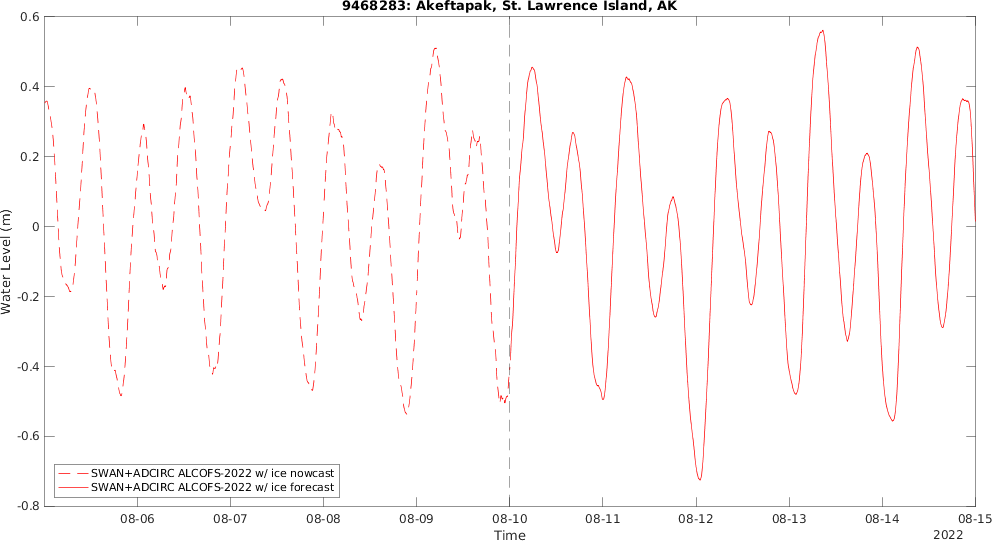 9468283: Akeftapak, St. Lawrence Island, AK
0.6
0.4
0.2
0
-0.2
-0.4
-0.6
-0.8
Water Level (m)
SWAN+ADCIRC ALCOFS-2022 w/ ice nowcast
SWAN+ADCIRC ALCOFS-2022 w/ ice forecast
08-06 08-07 08-08 08-09 08-10 08-11 08-12 08-13 08-14 08-15
Time
2022